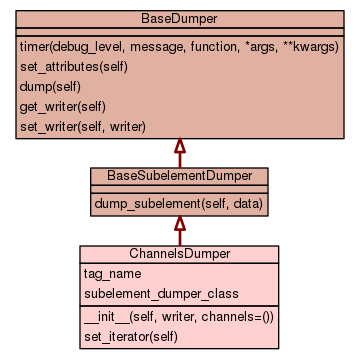 BaseDumper
timer(debug_level, message, function, *args, **kwargs)
set_attributes(self)
dump(self)
get_writer(self)
set_writer(self, writer)
BaseSubelementDumper
dump_subelement(self, data)
ChannelsDumper
tag_name
subelement_dumper_class
__init__(self, writer, channels=())
set_iterator(self)